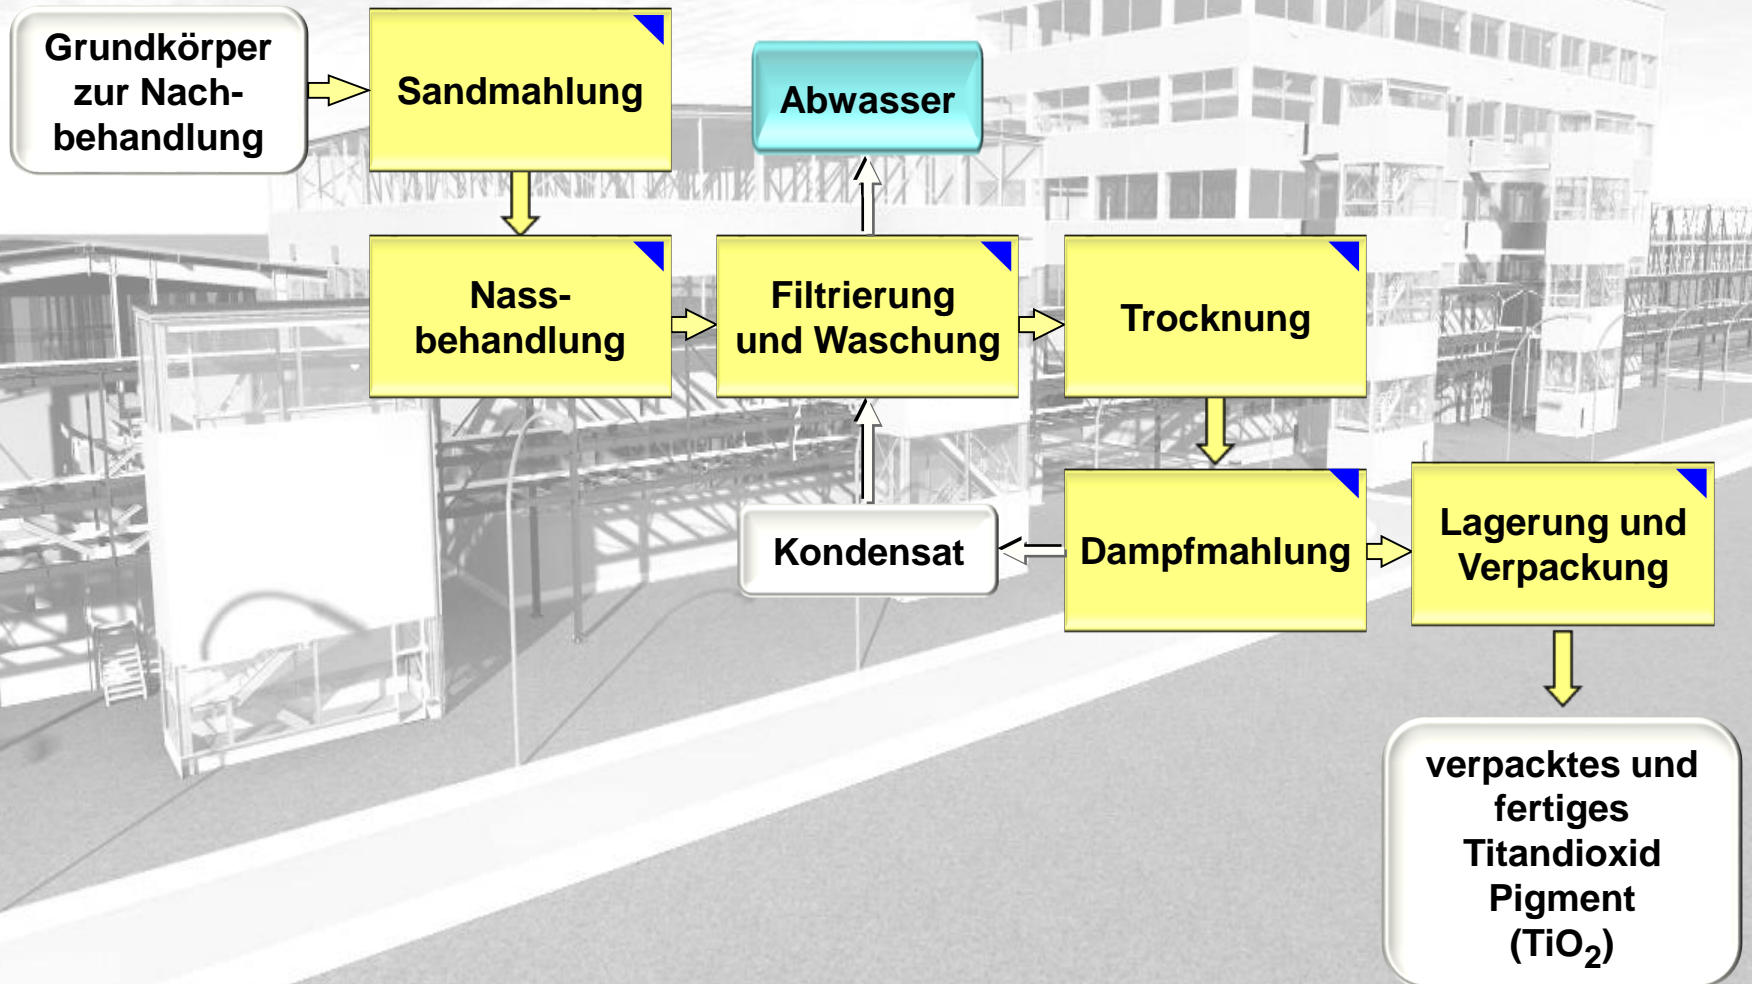 Grundkörper
zur Nach-
behandlung
Sandmahlung
Abwasser
Nass-
behandlung
Filtrierung
und Waschung
Trocknung
Kondensat
Dampfmahlung
Lagerung und
Verpackung
verpacktes und
fertiges
Titandioxid
Pigment
(TiO₂)